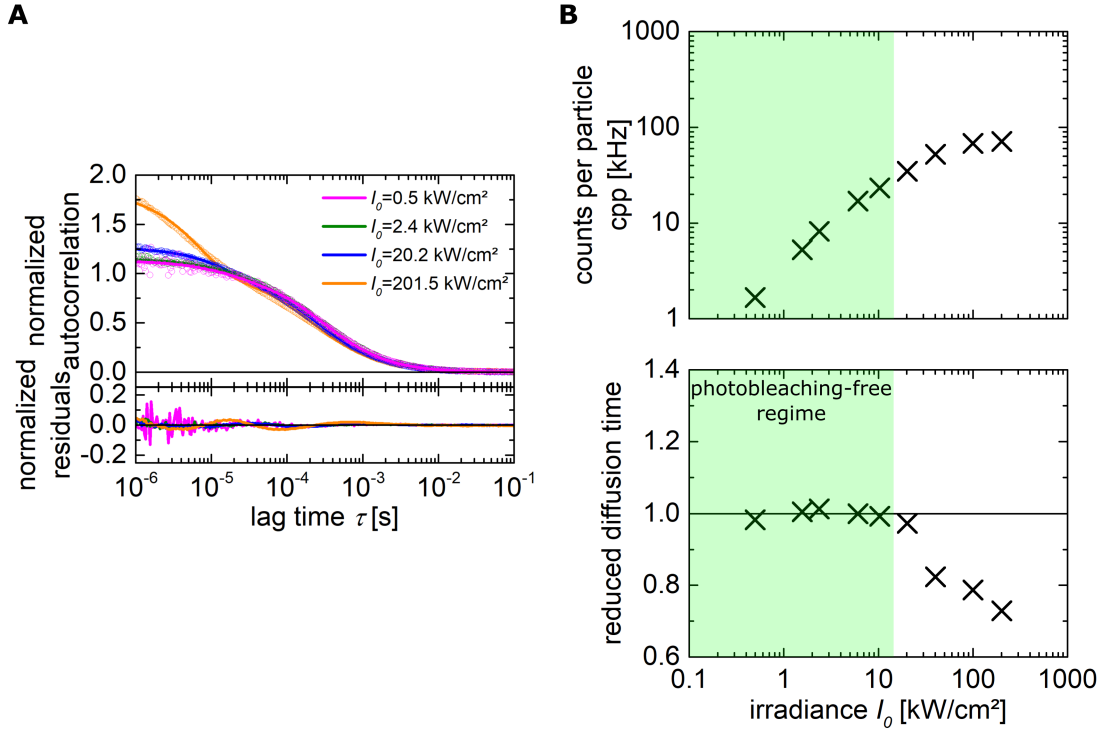 A
normalized
autocorrelation
2.0
1.5
1.0
0.5
0.0
I₀=0.5 kW/cm²
I₀=2.4 kW/cm²
I₀=20.2 kW/cm²
I₀=201.5 kW/cm²
normalized
residuals
0.2
0.0
-0.2
10⁻⁶ 10⁻⁵ 10⁻⁴ 10⁻³ 10⁻² 10⁻¹
lag time τ [s]
B
counts per particle
cpp [kHz]
1000
100
10
1
reduced diffusion time
1.4
1.2
1.0
0.8
0.6
photobleaching-free
regime
0.1 1 10 100 1000
irradiance I₀ [kW/cm²]